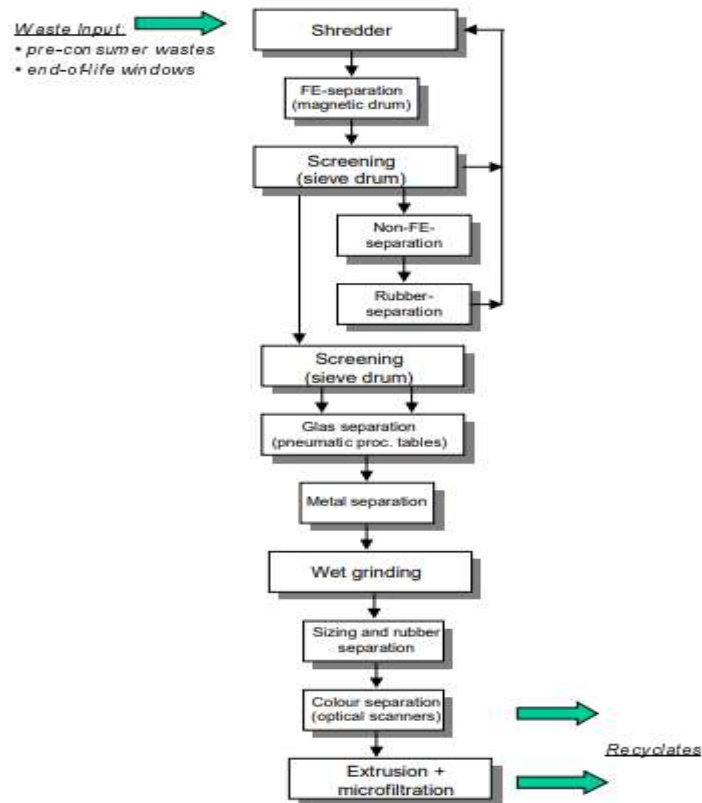 Waste Input:
• pre-consumer wastes
• end-of-life windows
Shredder
FE-separation
(magnetic drum)
Screening
(sieve drum)
Non-FE-
separation
Rubber-
separation
Screening
(sieve drum)
Glas separation
(pneumatic proc. tables)
Metal separation
Wet grinding
Sizing and rubber
separation
Colour separation
(optical scanners)
Recyclates
Extrusion +
microfiltration